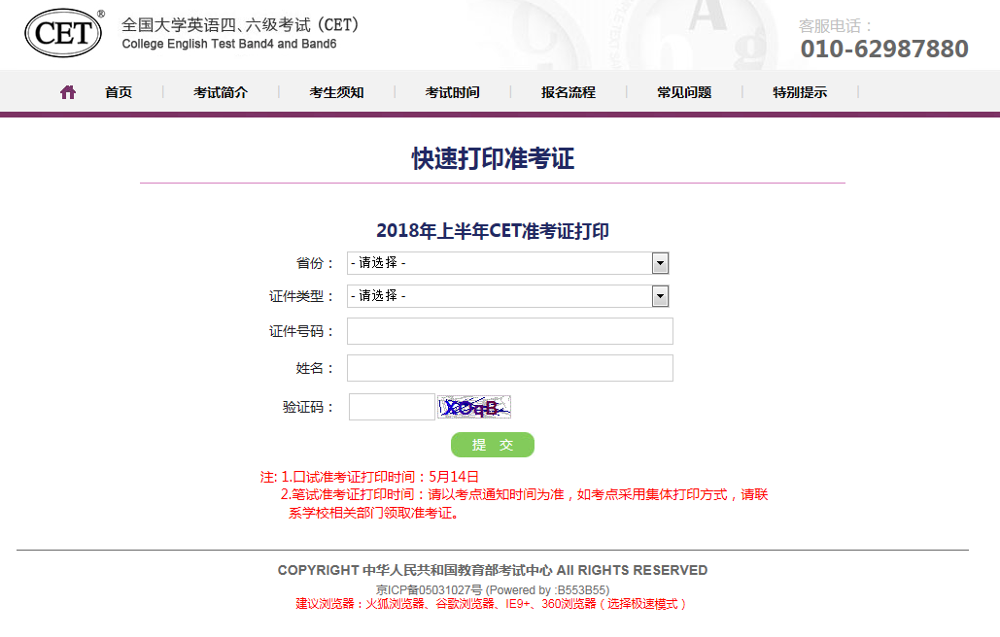 CET ®
全国大学英语四、六级考试（CET）
College English Test Band4 and Band6
客服电话：
010-62987880
首页 考试简介 考生须知 考试时间 报名流程 常见问题 特别提示
快速打印准考证
2018年上半年CET准考证打印
省份： - 请选择 -
证件类型： - 请选择 -
证件号码：
姓名：
验证码： XOqB
提 交
注: 1.口试准考证打印时间：5月14日
2.笔试准考证打印时间：请以考点通知时间为准，如考点采用集体打印方式，请联
系学校相关部门领取准考证。
COPYRIGHT 中华人民共和国教育部考试中心 All RIGHTS RESERVED
京ICP备05031027号 (Powered by :B553B55)
建议浏览器：火狐浏览器、谷歌浏览器、IE9+、360浏览器（选择极速模式）